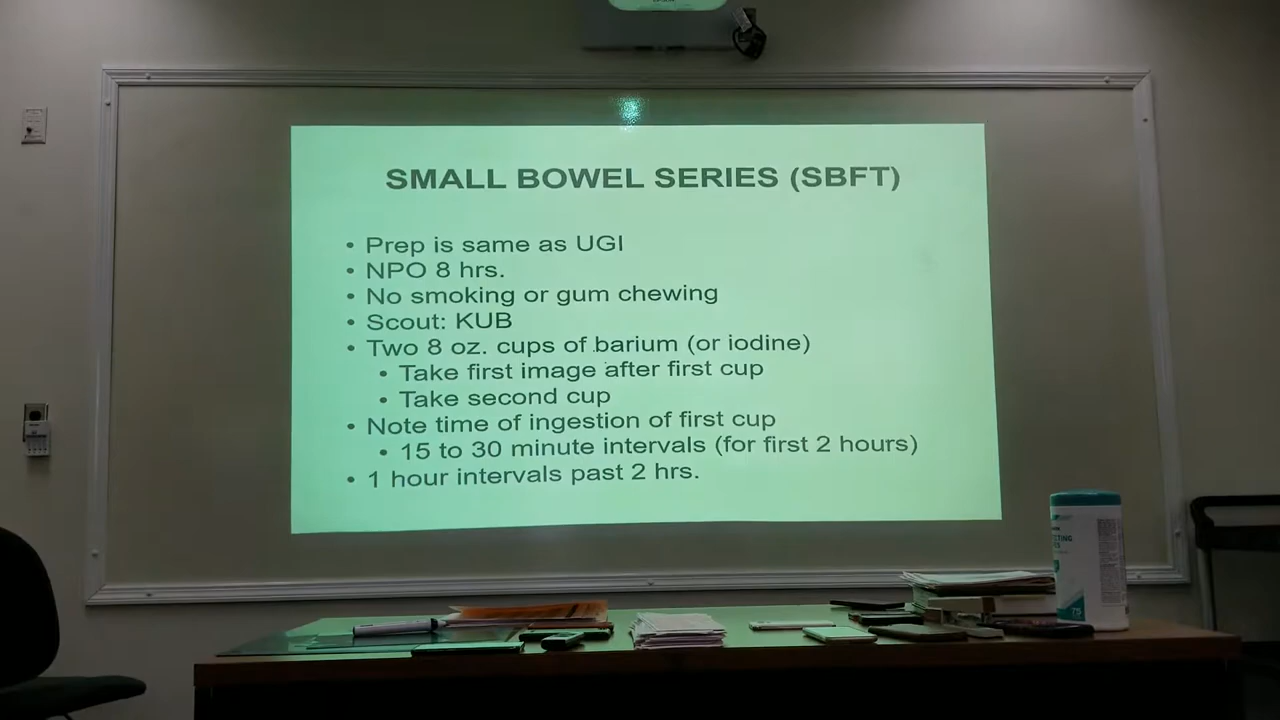 SMALL BOWEL SERIES (SBFT)
• Prep is same as UGI
• NPO 8 hrs.
• No smoking or gum chewing
• Scout: KUB
• Two 8 oz. cups of barium (or iodine)
• Take first image after first cup
• Take second cup
• Note time of ingestion of first cup
• 15 to 30 minute intervals (for first 2 hours)
• 1 hour intervals past 2 hrs.
CTING
75